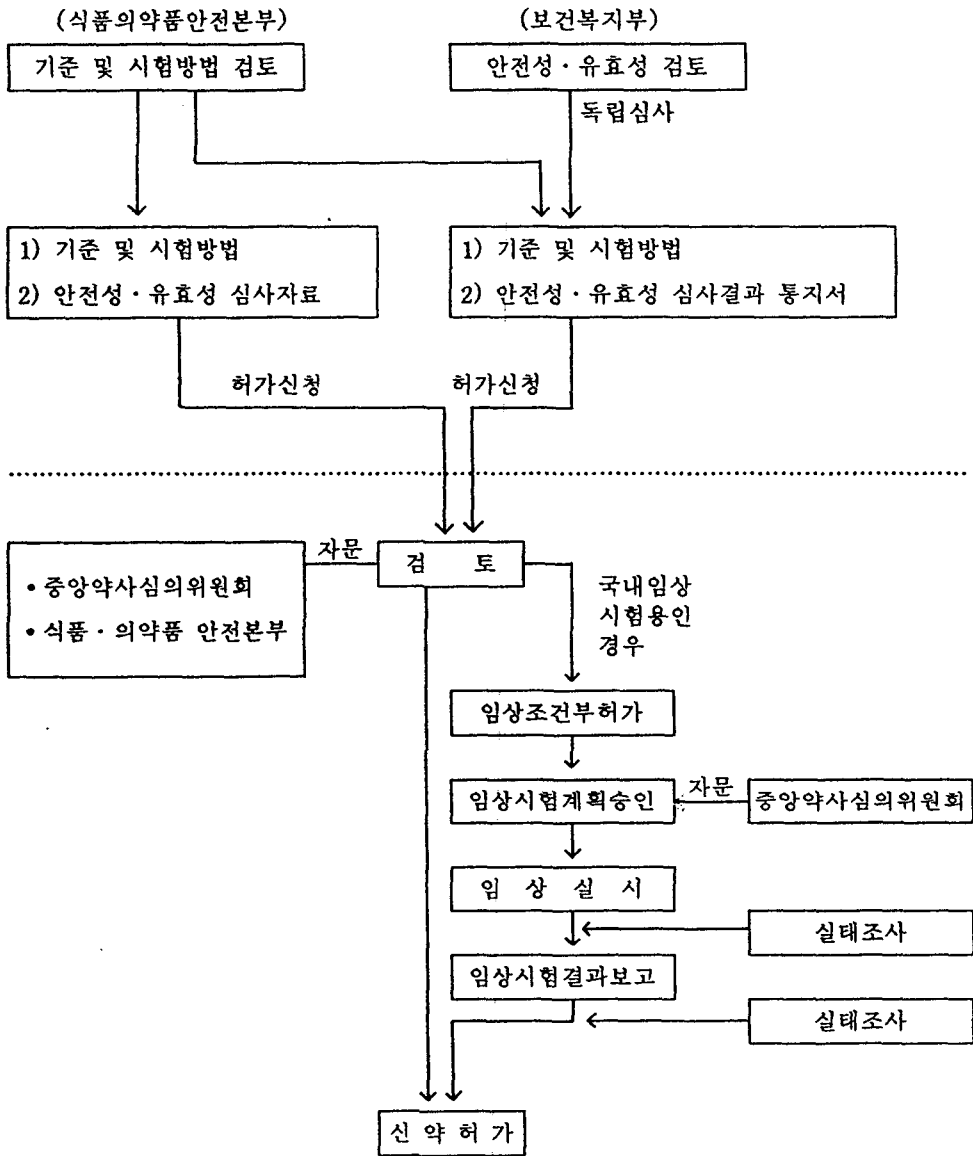 (식품의약품안전본부)
(보건복지부)
기준 및 시험방법 검토
안전성·유효성 검토
독립심사
1) 기준 및 시험방법
2) 안전성·유효성 심사자료
1) 기준 및 시험방법
2) 안전성·유효성 심사결과 통지서
허가신청
허가신청
자문
검 토
• 중앙약사심의위원회
• 식품·의약품 안전본부
국내임상
시험용인
경우
임상조건부허가
임상시험계획승인
자문
중앙약사심의위원회
임 상 실 시
실태조사
임상시험결과보고
실태조사
신 약 허 가